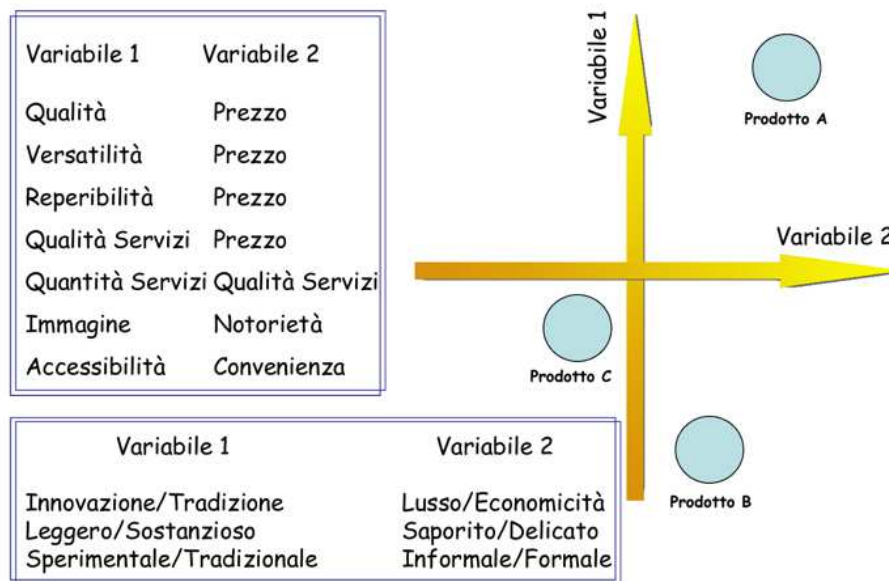 Variabile 1 Variabile 2
Qualità Prezzo
Versatilità Prezzo
Reperibilità Prezzo
Qualità Servizi Prezzo
Quantità Servizi Qualità Servizi
Immagine Notorietà
Accessibilità Convenienza
Variabile 1
Prodotto A
Variabile 2
Prodotto C
Prodotto B
Variabile 1 Variabile 2
Innovazione/Tradizione Lusso/Economicità
Leggero/Sostanzioso Saporito/Delicato
Sperimentale/Tradizionale Informale/Formale